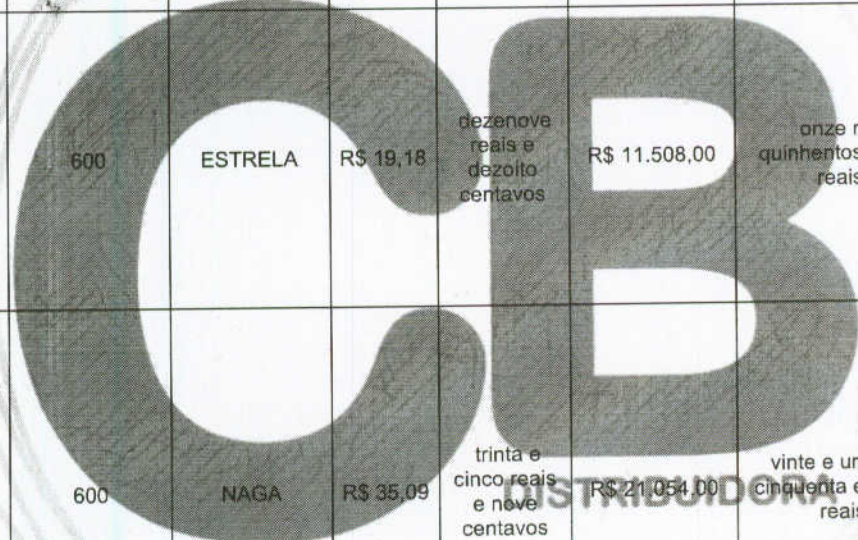 CB
600
ESTRELA
R$ 19,18
dezenove
reais e
dezoito
centavos
R$ 11.508,00
onze
quinhentos
reais
600
NAGA
R$ 35,09
trinta e
cinco reais
e nove
centavos
R$ 21.054.00
vinte e
cinquenta
reais
DISTRIBUIDORA